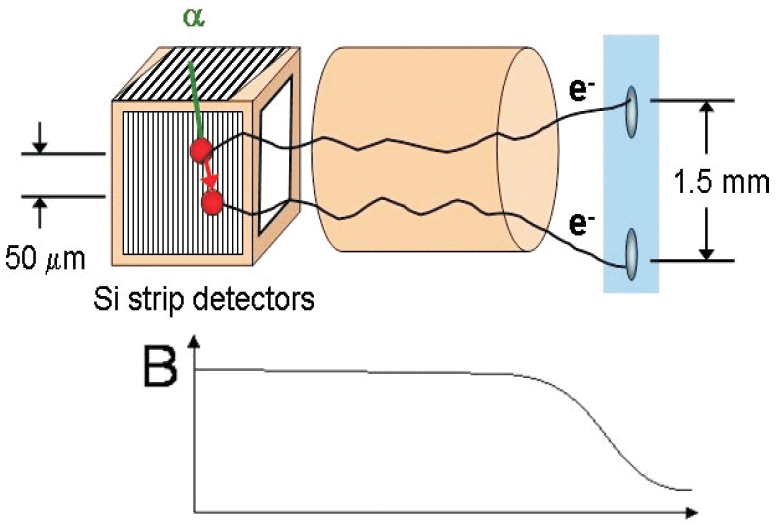 α
e-
1.5 mm
e-
50 μm
Si strip detectors
B